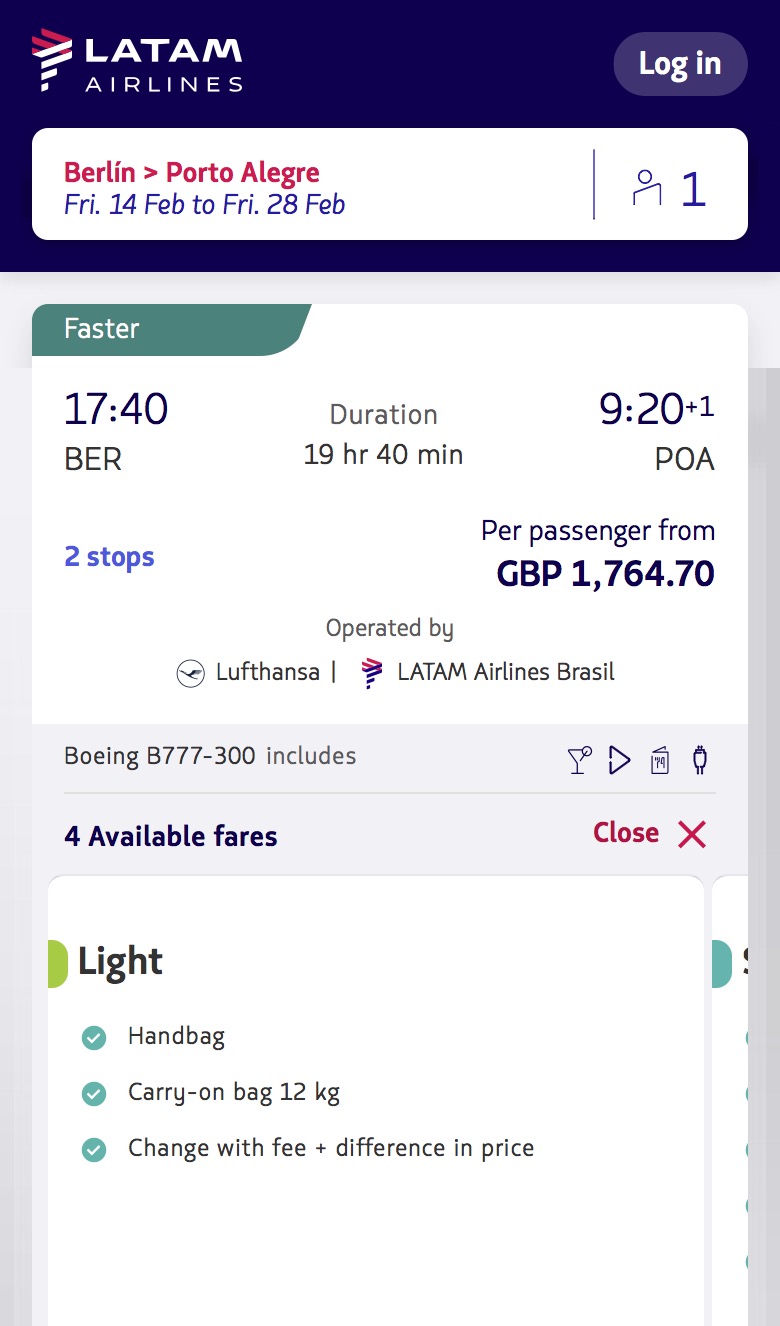 LATAM
AIRLINES
Log in
Berlín > Porto Alegre
Fri. 14 Feb to Fri. 28 Feb
1
Faster
17:40
Duration
9:20+1
BER
19 hr 40 min
POA
Per passenger from
2 stops
GBP 1,764.70
Operated by
Lufthansa | LATAM Airlines Brasil
Boeing B777-300 includes
4 Available fares
Close
Light
Handbag
Carry-on bag 12 kg
Change with fee + difference in price